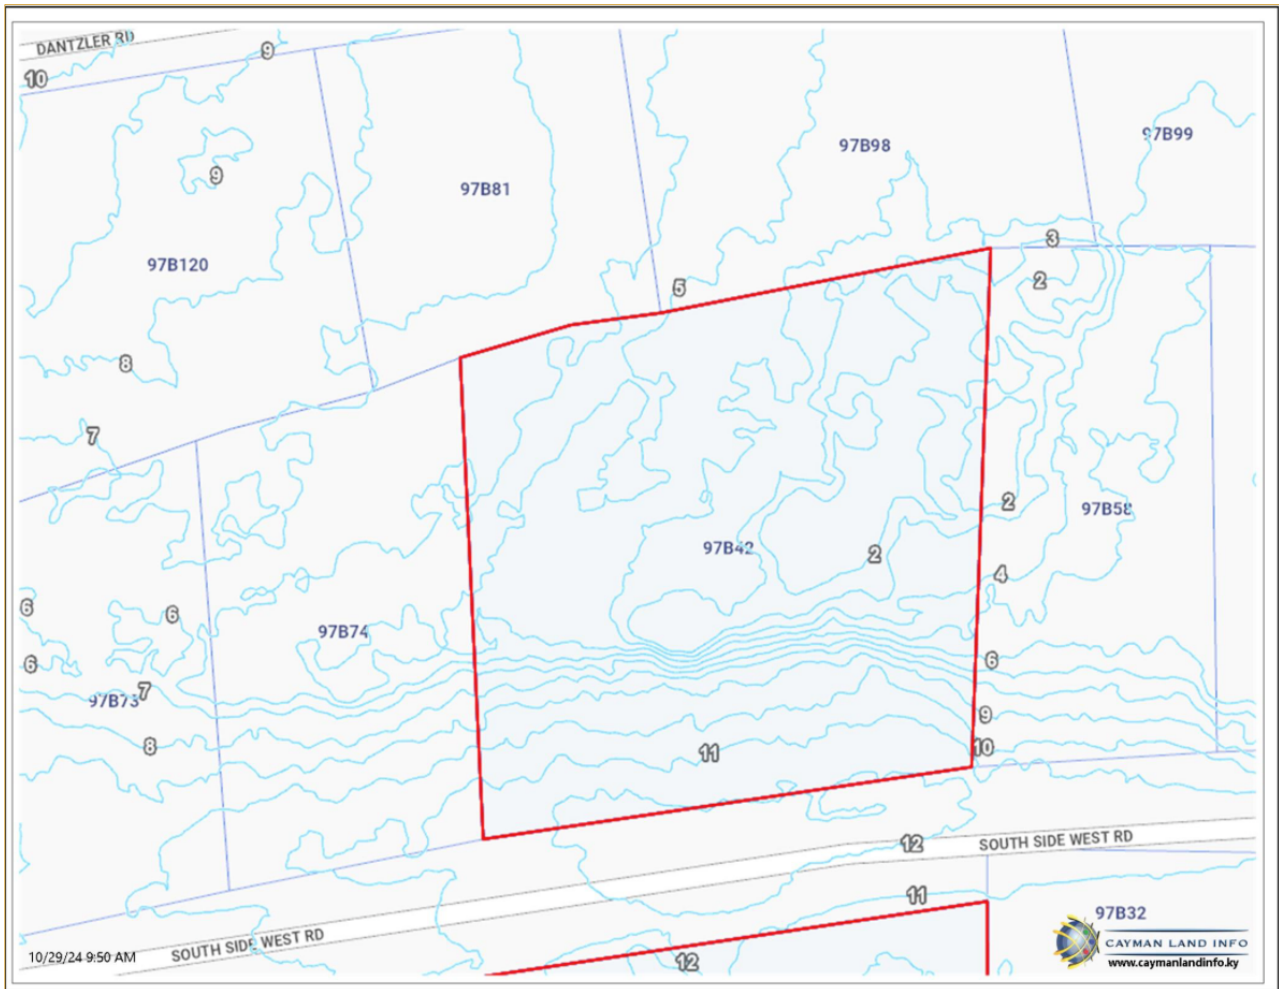 DANTZLER RD
9
10
97B99
97B98
9
97B81
3
97B120
2
5
8
7
2
97B58
97B42
2
4
6
6
97B74
6
6
7
97B73
9
8
11
10
12
SOUTH SIDE WEST RD
11
97B32
SOUTH SIDE WEST RD
CAYMAN LAND INFO
10/29/24 9:50 AM
12
www.caymanlandinfo.ky